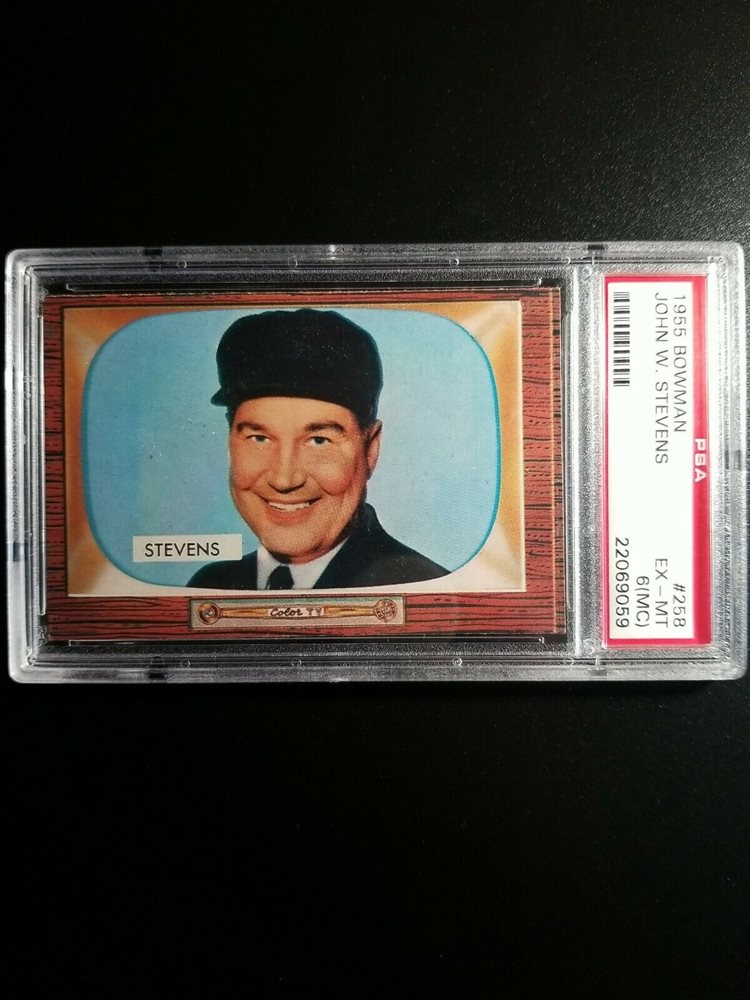 1955 BOWMAN
JOHN W. STEVENS
#258
EX-MT
6(MC)
22069059
PSA
STEVENS
Color TV